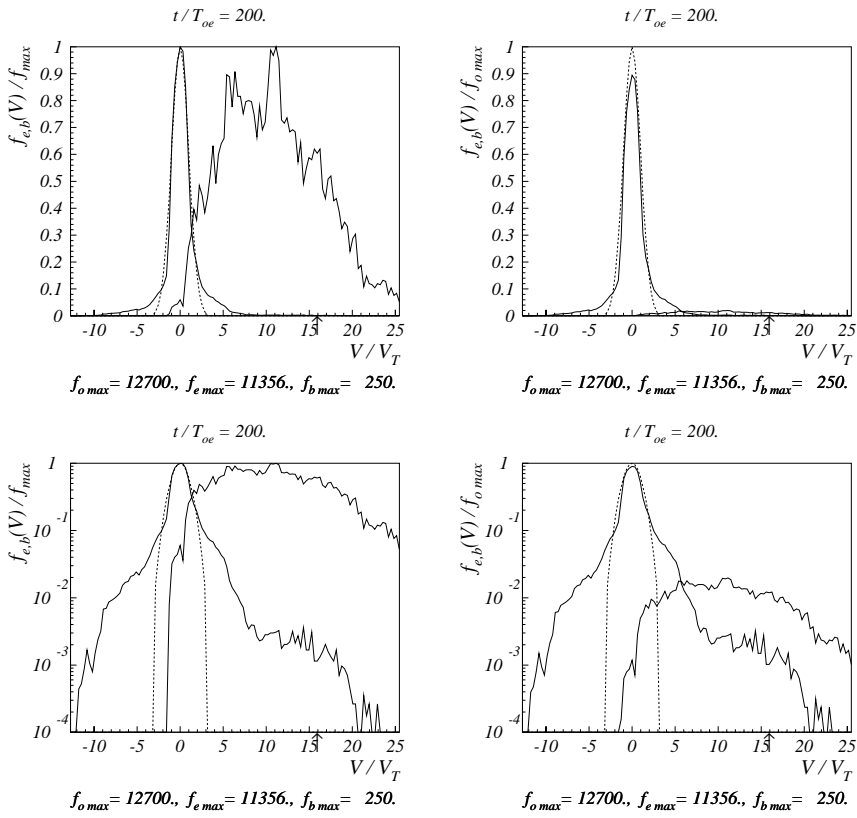 t / T_oe = 200.
f_e,b(V) / f_max
1
0.9
0.8
0.7
0.6
0.5
0.4
0.3
0.2
0.1
0
-10 -5 0 5 10 15 20 25
V / V_T
f_o max= 12700., f_e max= 11356., f_b max= 250.
t / T_oe = 200.
f_e,b(V) / f_o max
1
0.9
0.8
0.7
0.6
0.5
0.4
0.3
0.2
0.1
0
-10 -5 0 5 10 15 20 25
V / V_T
f_o max= 12700., f_e max= 11356., f_b max= 250.
t / T_oe = 200.
f_e,b(V) / f_max
1
10 -1
10 -2
10 -3
10 -4
-10 -5 0 5 10 15 20 25
V / V_T
f_o max= 12700., f_e max= 11356., f_b max= 250.
t / T_oe = 200.
f_e,b(V) / f_o max
1
10 -1
10 -2
10 -3
10 -4
-10 -5 0 5 10 15 20 25
V / V_T
f_o max= 12700., f_e max= 11356., f_b max= 250.